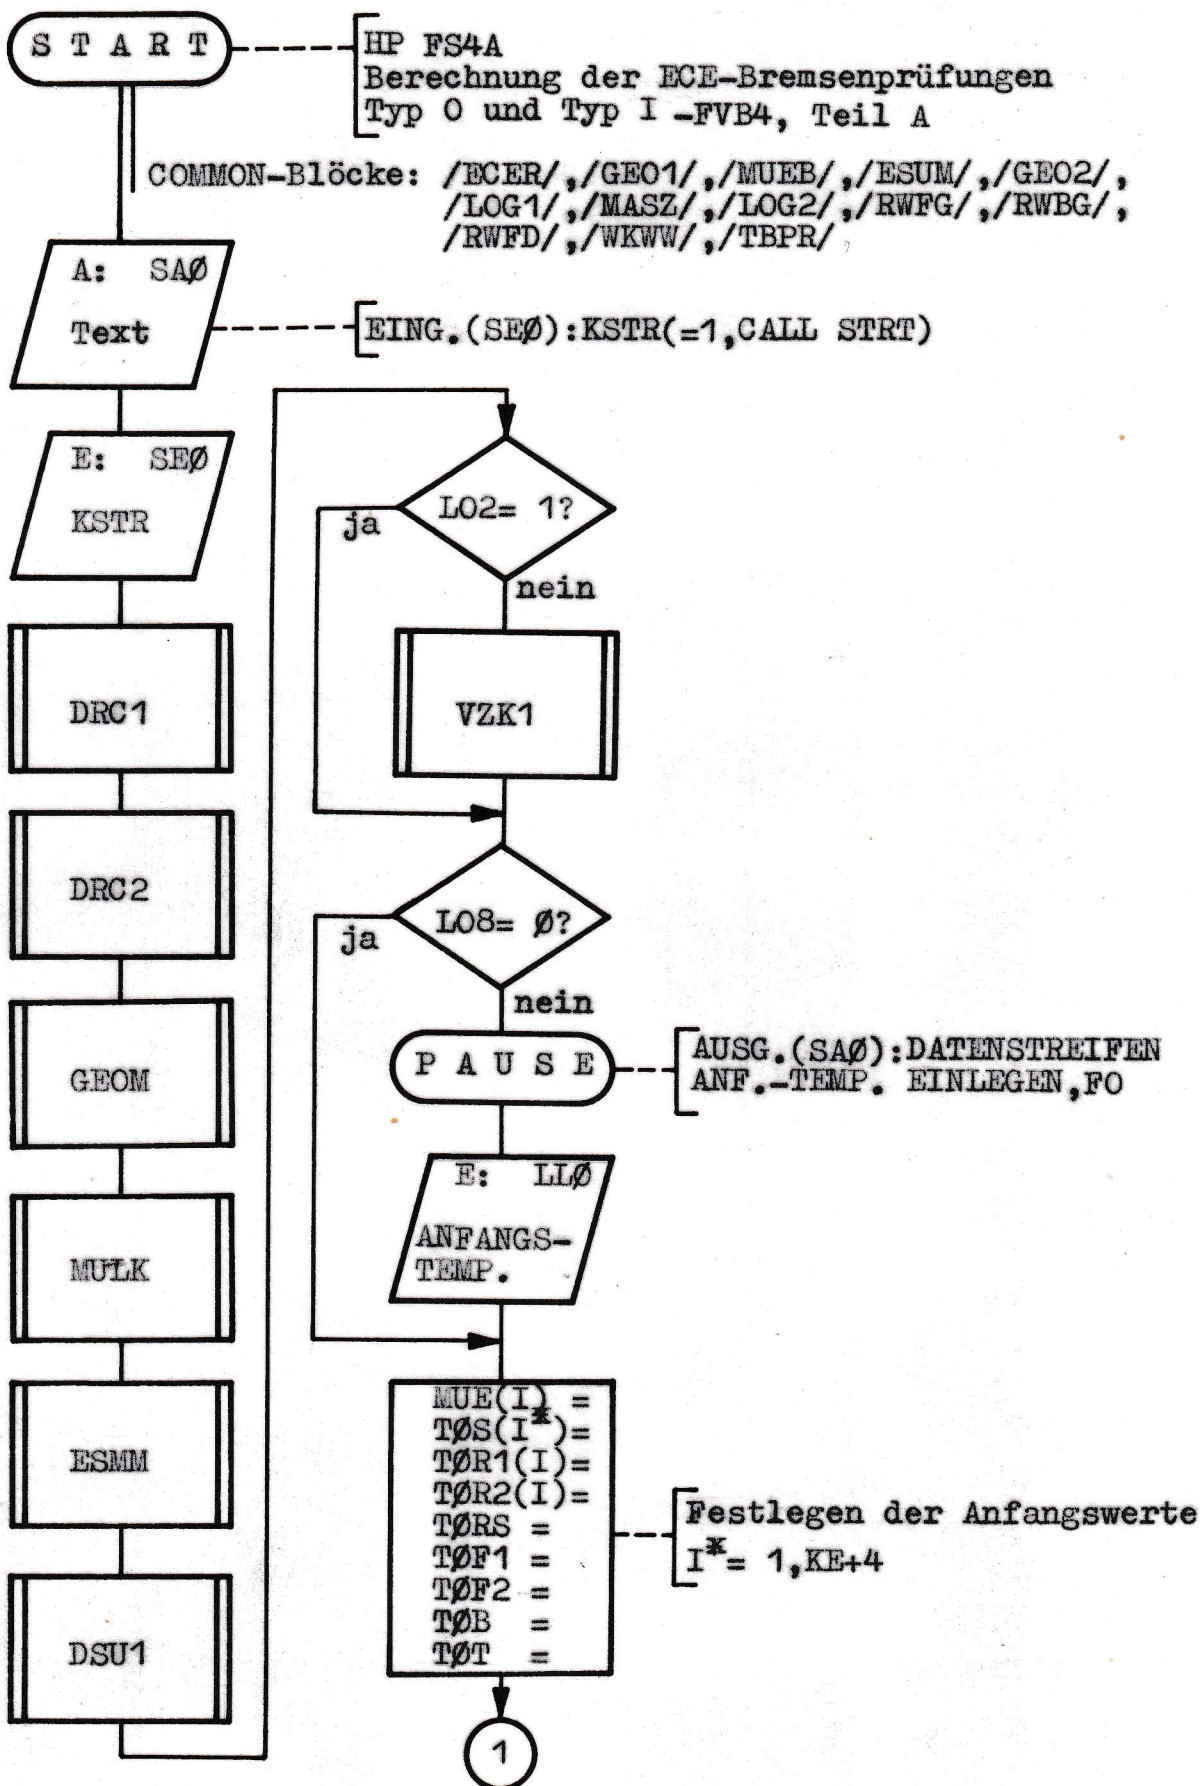 S T A R T
HP FS4A
Berechnung der ECE-Bremsenprüfungen
Typ O und Typ I -FVB4, Teil A
COMMON-Blöcke: /ECER/,/GEO1/,/MUEB/,/ESUM/,/GEO2/,
/LOG1/,/MASZ/,/LOG2/,/RWFG/,/RWBG/,
/RWFD/,/WKWW/,/TBPR/
A: SAØ
Text
EING.(SEØ):KSTR(=1,CALL STRT)
E: SEØ
KSTR
DRC1
DRC2
GEOM
MULK
ESMM
DSU1
LO2= 1?
ja
nein
VZK1
LO8= Ø?
ja
nein
P A U S E
AUSG.(SAØ):DATENSTREIFEN
ANF.-TEMP. EINLEGEN,FO
E: LLØ
ANFANGS-
TEMP.
MUE(I) =
TØS(I*)=
TØR1(I)=
TØR2(I)=
TØRS =
TØF1 =
TØF2 =
TØB =
TØT =
Festlegen der Anfangswerte
I*= 1,KE+4
1